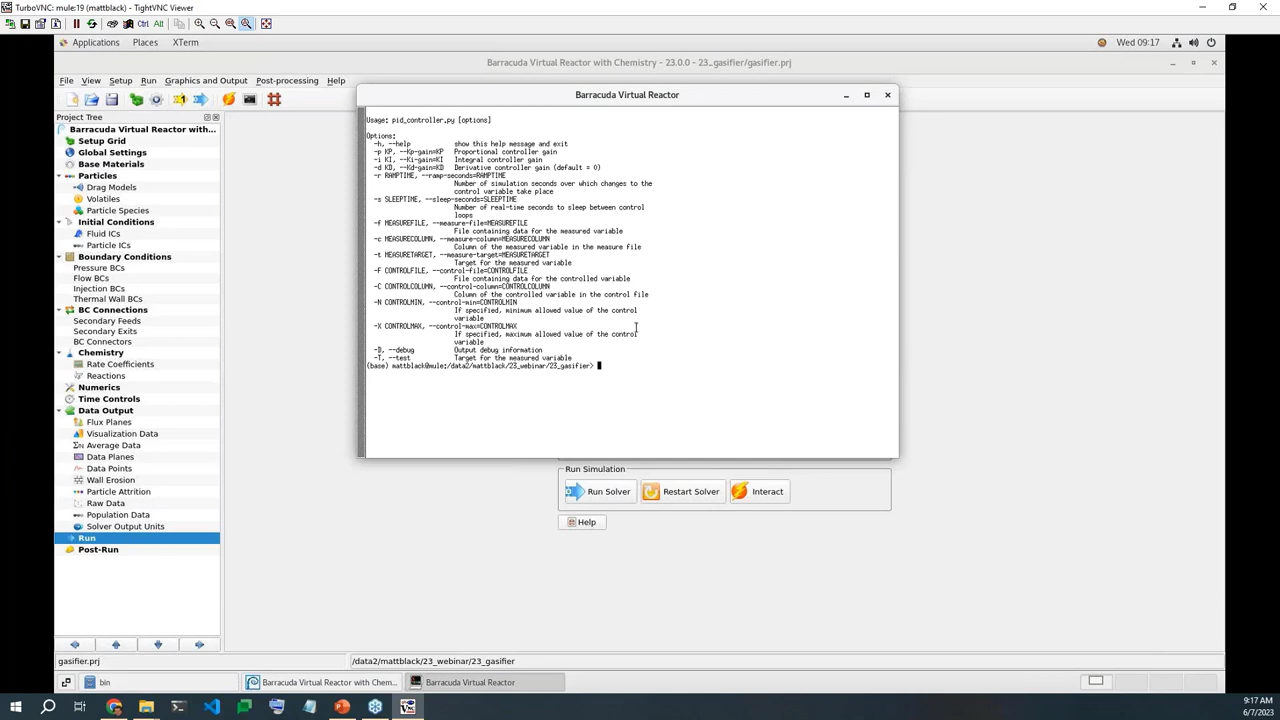 TurboVNC: mule:19 (mattblack) - TightVNC Viewer
Ctrl Alt
Applications Places XTerm
Wed 09:17
Barracuda Virtual Reactor with Chemistry - 23.0.0 - 23_gasifier/gasifier.prj
File View Setup Run Graphics and Output Post-processing Help
Project Tree
Barracuda Virtual Reactor with...
Setup Grid
Global Settings
Base Materials
Particles
Drag Models
Volatiles
Particle Species
Initial Conditions
Fluid ICs
Particle ICs
Boundary Conditions
Pressure BCs
Flow BCs
Injection BCs
Thermal Wall BCs
BC Connections
Secondary Feeds
Secondary Exits
BC Connectors
Chemistry
Rate Coefficients
Reactions
Numerics
Time Controls
Data Output
Flux Planes
Visualization Data
Average Data
Data Planes
Data Points
Wall Erosion
Particle Attrition
Raw Data
Population Data
Solver Output Units
Run
Post-Run
Barracuda Virtual Reactor
Usage: pid_controller.py [options]
Options:
-h, --help show this help message and exit
-p KP, --Kp-gain=KP Proportional controller gain
-i KI, --Ki-gain=KI Integral controller gain
-d KD, --Kd-gain=KD Derivative controller gain (default = 0)
-r RAMPTIME, --ramp-seconds=RAMPTIME
Number of simulation seconds over which changes to the
control variable take place
-s SLEEPTIME, --sleep-seconds=SLEEPTIME
Number of real-time seconds to sleep between control
loops
-f MEASUREFILE, --measure-file=MEASUREFILE
File containing data for the measured variable
-c MEASURECOLUMN, --measure-column=MEASURECOLUMN
Column of the measured variable in the measure file
-t MEASURETARGET, --measure-target=MEASURETARGET
Target for the measured variable
-F CONTROLFILE, --control-file=CONTROLFILE
File containing data for the controlled variable
-C CONTROLCOLUMN, --control-column=CONTROLCOLUMN
Column of the controlled variable in the control file
-N CONTROLMIN, --control-min=CONTROLMIN
If specified, minimum allowed value of the control
variable
-X CONTROLMAX, --control-max=CONTROLMAX
If specified, maximum allowed value of the control
variable
-D, --debug Output debug information
-T, --test Target for the measured variable
(base) mattblack@mule:/data2/mattblack/23_webinar/23_gasifier>
Run Simulation
Run Solver Restart Solver Interact
Help
gasifier.prj /data2/mattblack/23_webinar/23_gasifier
bin Barracuda Virtual Reactor with Chem... Barracuda Virtual Reactor
9:17 AM
6/7/2023